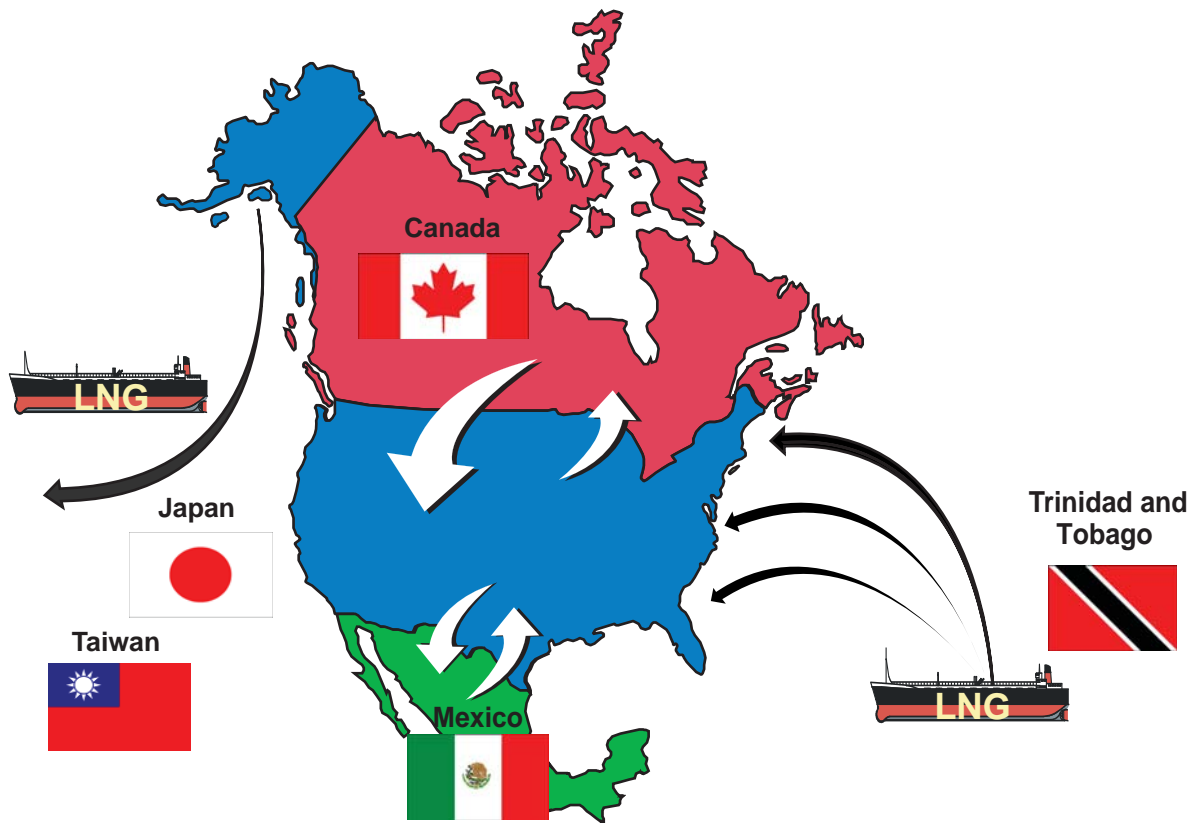 Canada
LNG
Japan
Trinidad and
Tobago
Taiwan
LNG
Mexico